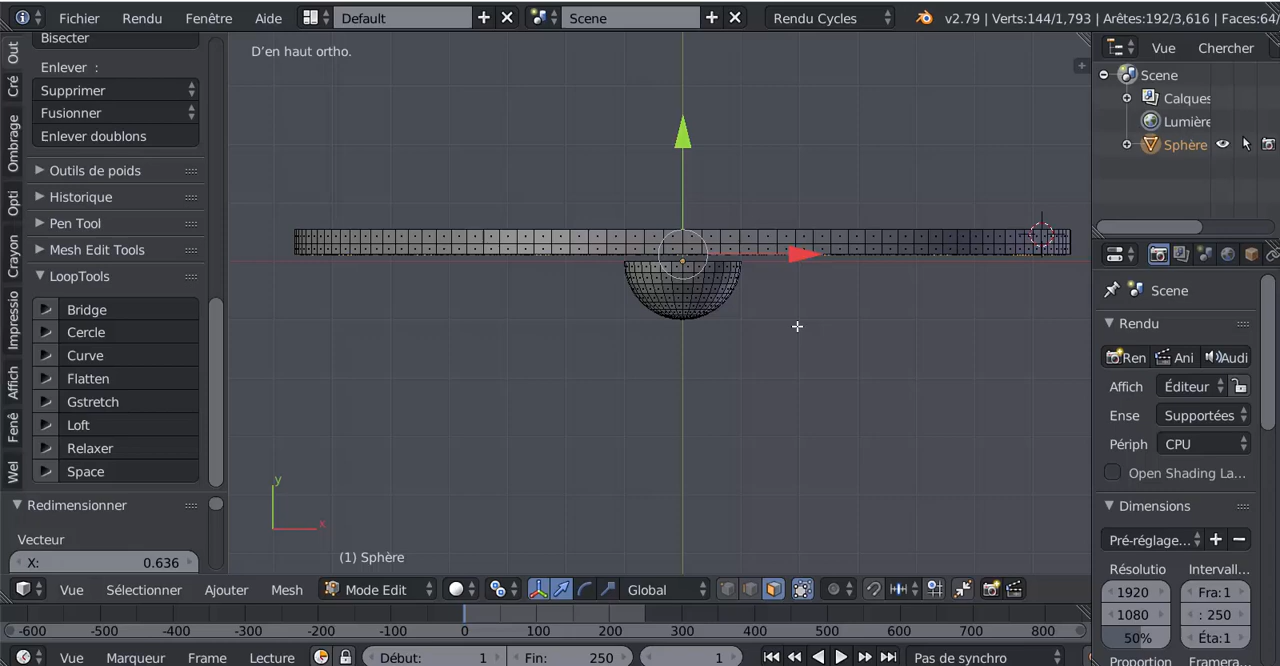 Fichier Rendu Fenêtre Aide Default Scene Rendu Cycles v2.79 | Verts:144/1,793 | Arêtes:192/3,616 | Faces:64/
Bisecter
Enlever :
Supprimer
Fusionner
Enlever doublons
Outils de poids
Historique
Pen Tool
Mesh Edit Tools
LoopTools
Bridge
Cercle
Curve
Flatten
Gstretch
Loft
Relaxer
Space
Redimensionner
Vecteur
X: 0.636
Out
Cré
Ombrage
Opti
Crayon
Impressio
Affich
Fenê
Wel
D'en haut ortho.
y
x
(1) Sphère
Vue Sélectionner Ajouter Mesh Mode Edit Global
Vue Chercher
Scene
Calques
Lumière
Sphère
Scene
Rendu
Ren Ani Audi
Affich Éditeur
Ense Supportées
Périph CPU
Open Shading La...
Dimensions
Pré-réglage...
Résolutio Intervall...
1920 Fra: 1
1080 : 250
50% Éta: 1
Proportion
-600 -500 -400 -300 -200 -100 0 100 200 300 400 500 600 700 800
Vue Marqueur Frame Lecture Début: 1 Fin: 250 1 Pas de synchro